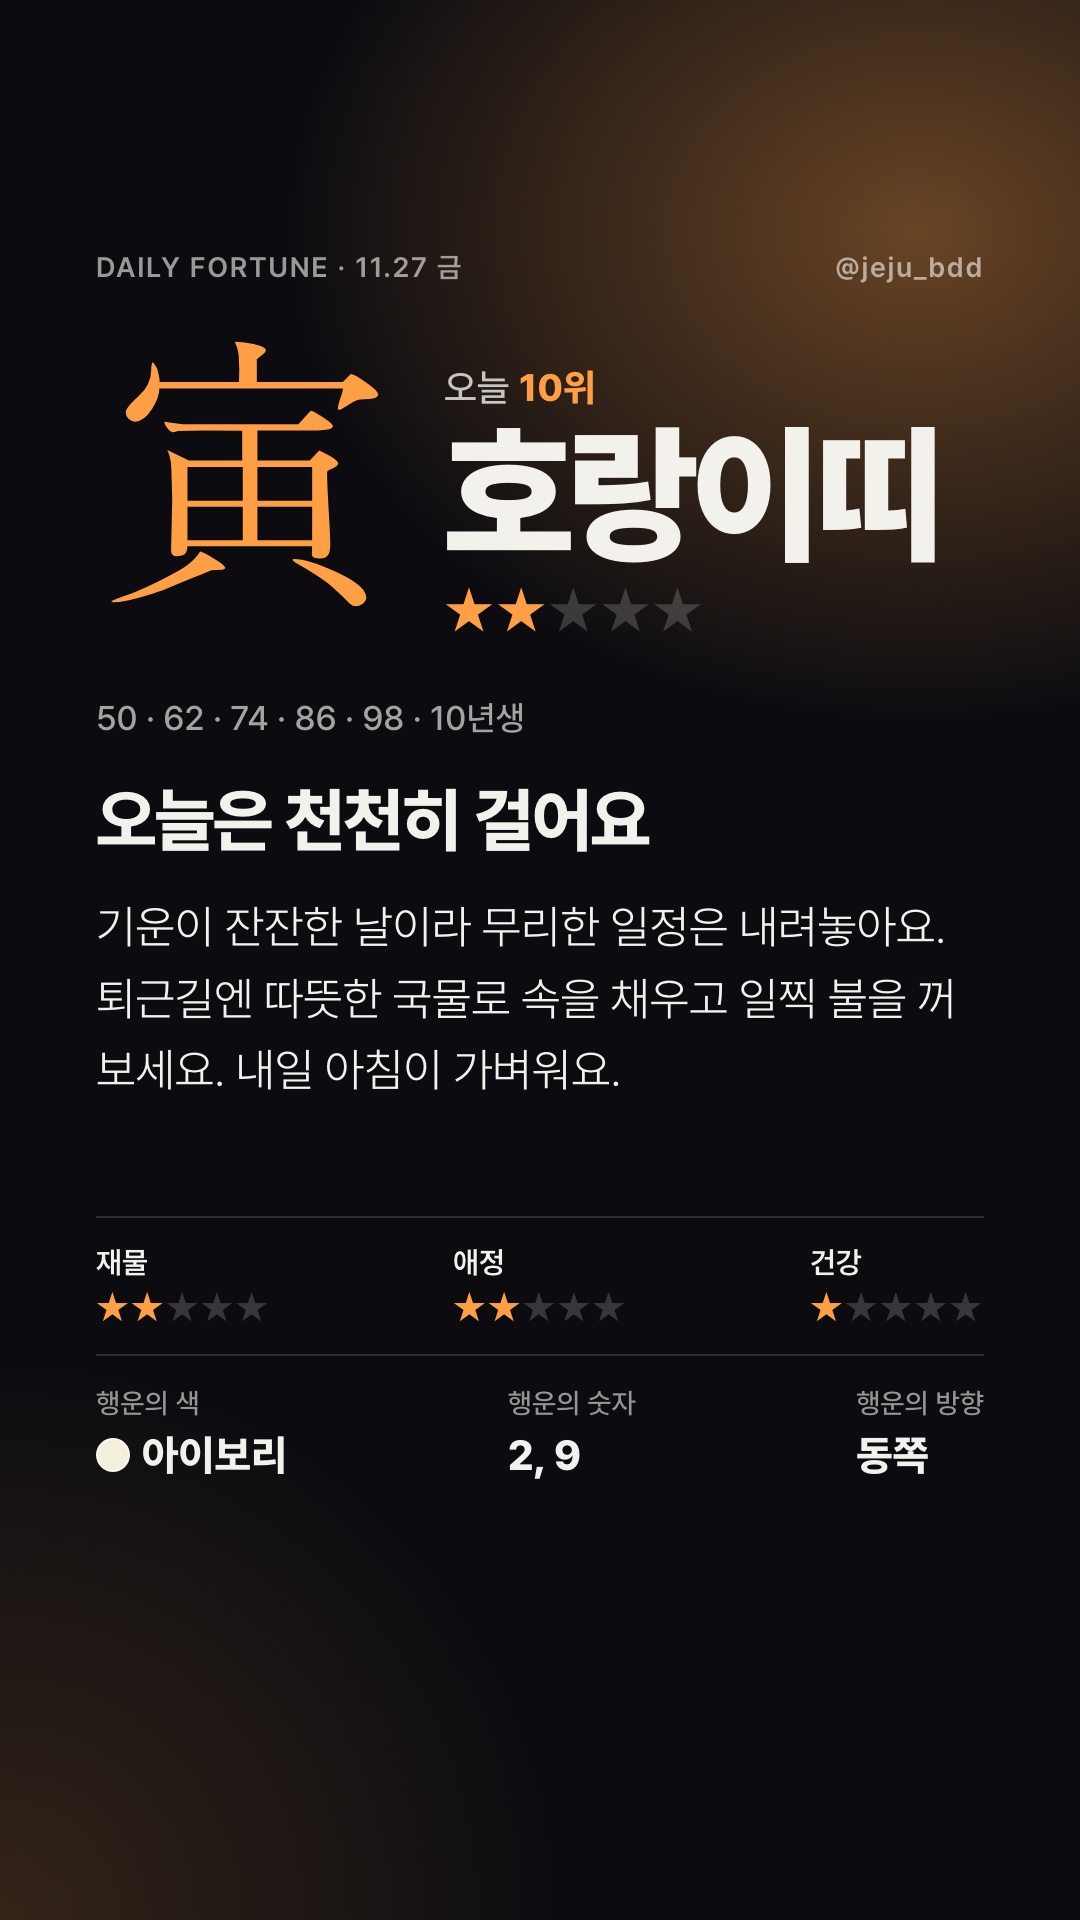 DAILY FORTUNE · 11.27 금
@jeju_bdd
寅
오늘 10위
호랑이띠
★★★★★
50 · 62 · 74 · 86 · 98 · 10년생
오늘은 천천히 걸어요
기운이 잔잔한 날이라 무리한 일정은 내려놓아요.
퇴근길엔 따뜻한 국물로 속을 채우고 일찍 불을 꺼
보세요. 내일 아침이 가벼워요.
재물
★★★★★
애정
★★★★★
건강
★★★★★
행운의 색
아이보리
행운의 숫자
2, 9
행운의 방향
동쪽